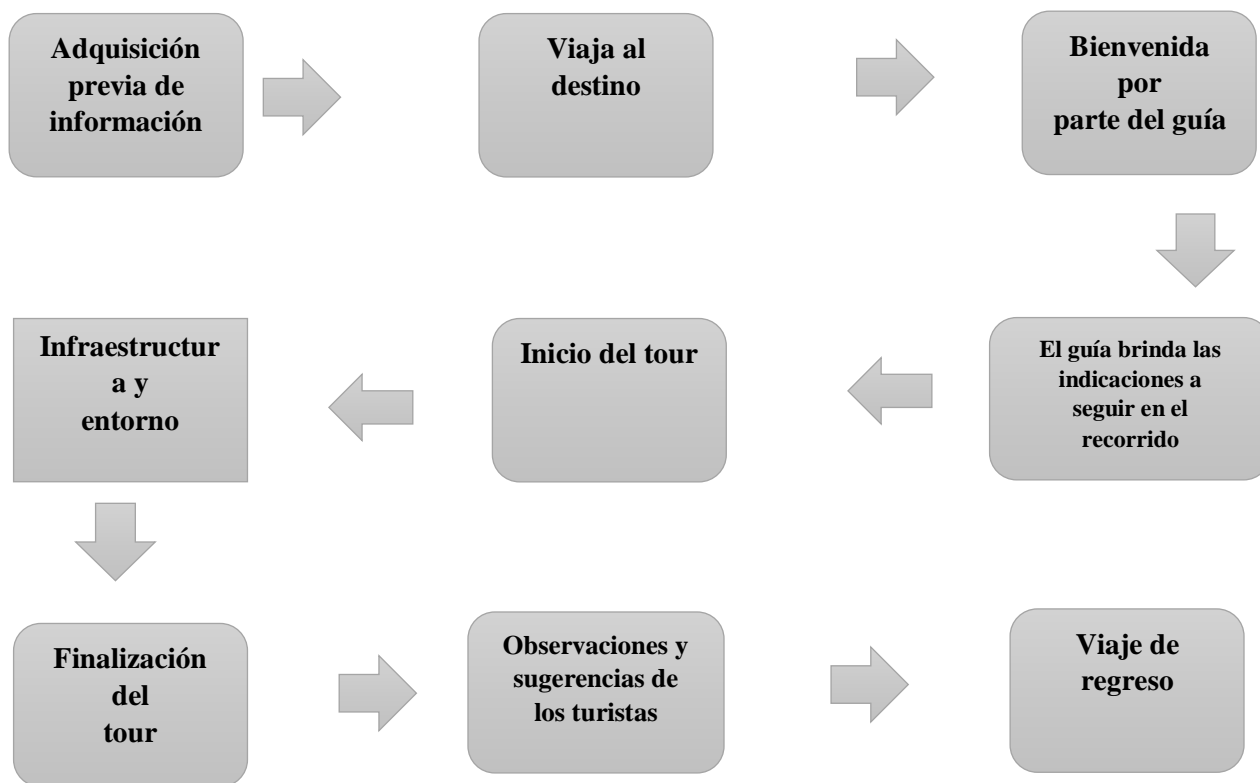 Adquisición
previa de
información
Viaja al
destino
Bienvenida
por
parte del guía
El guía brinda las
indicaciones a
seguir en el
recorrido
Inicio del tour
Infraestructur
a y
entorno
Finalización
del
tour
Observaciones y
sugerencias de
los turistas
Viaje de
regreso